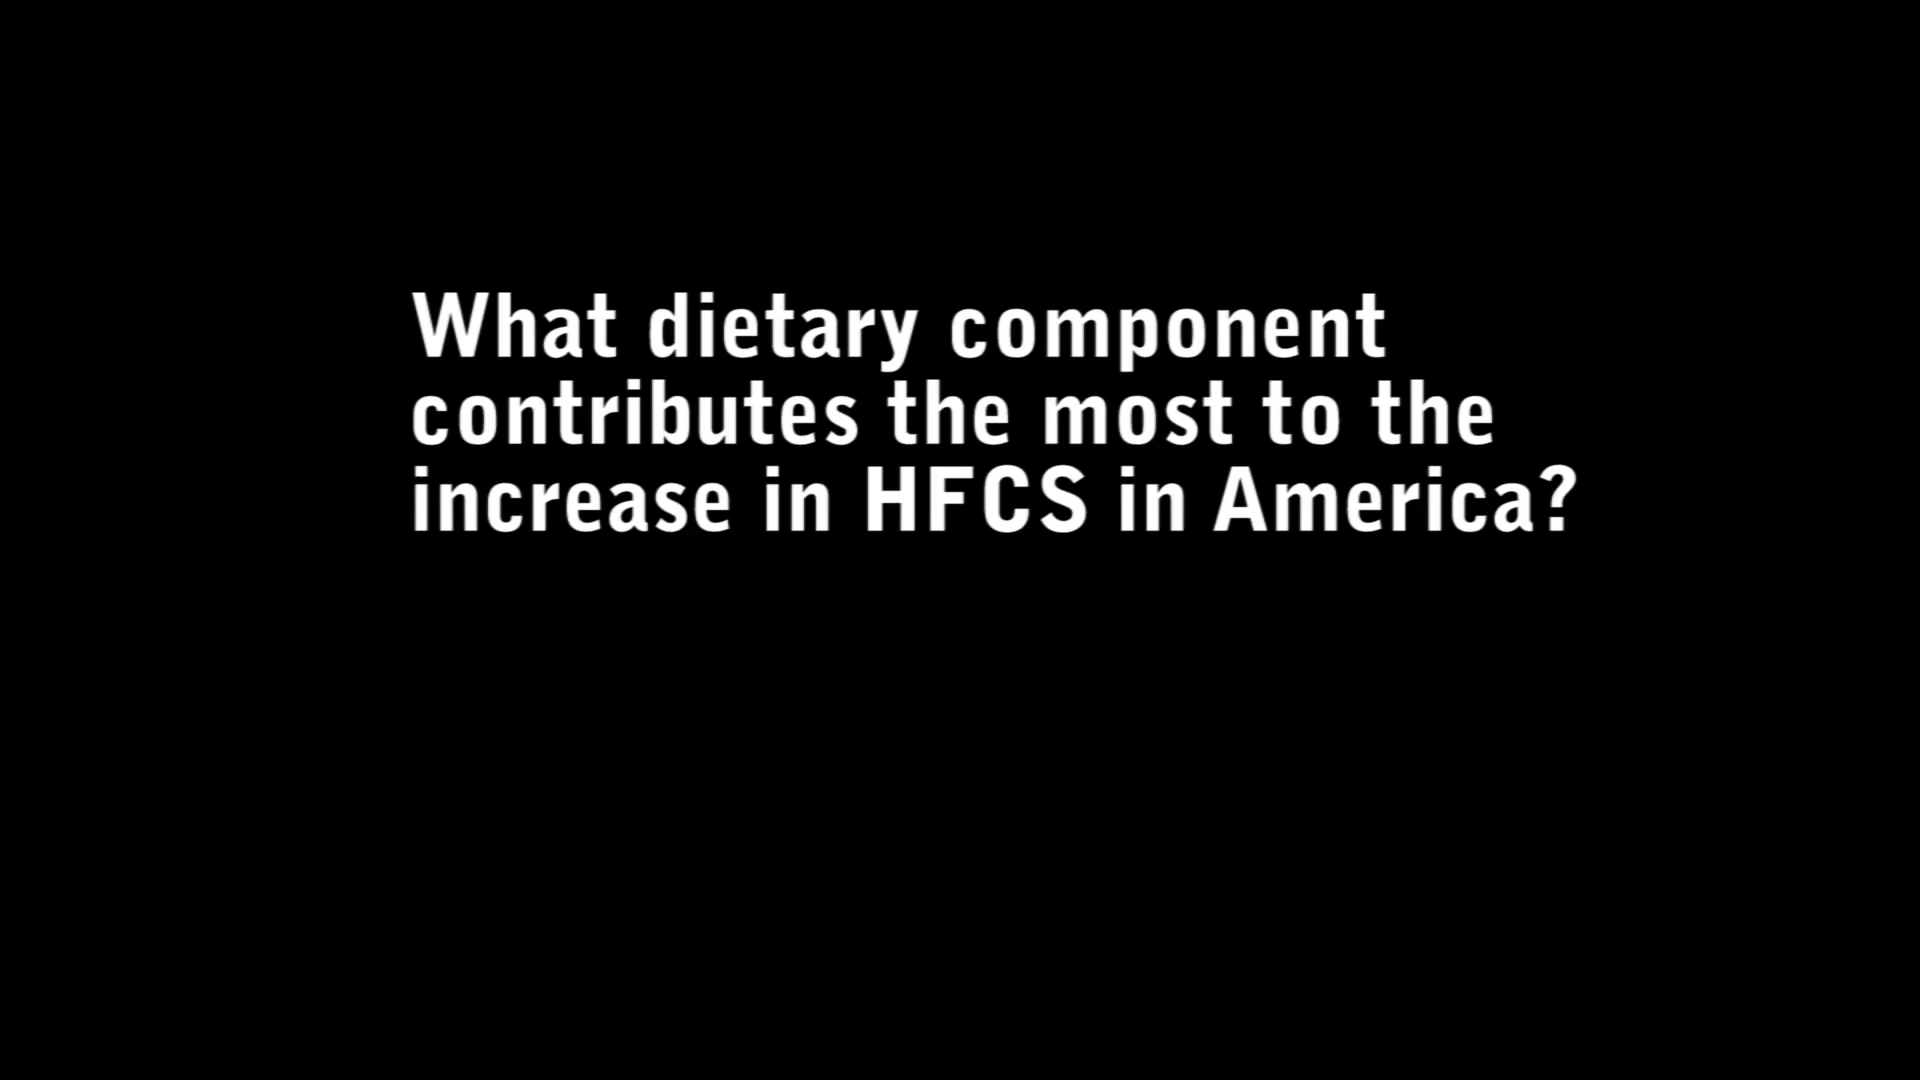 What dietary component
contributes the most to the
increase in HFCS in America?